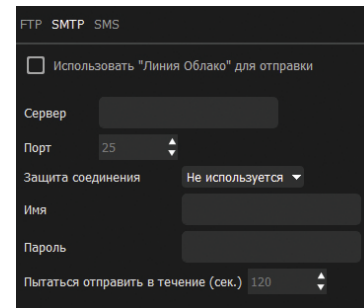 FTP SMTP SMS
Использовать "Линия Облако" для отправки
Сервер
Порт 25
Защита соединения Не используется
Имя
Пароль
Пытаться отправить в течение (сек.) 120